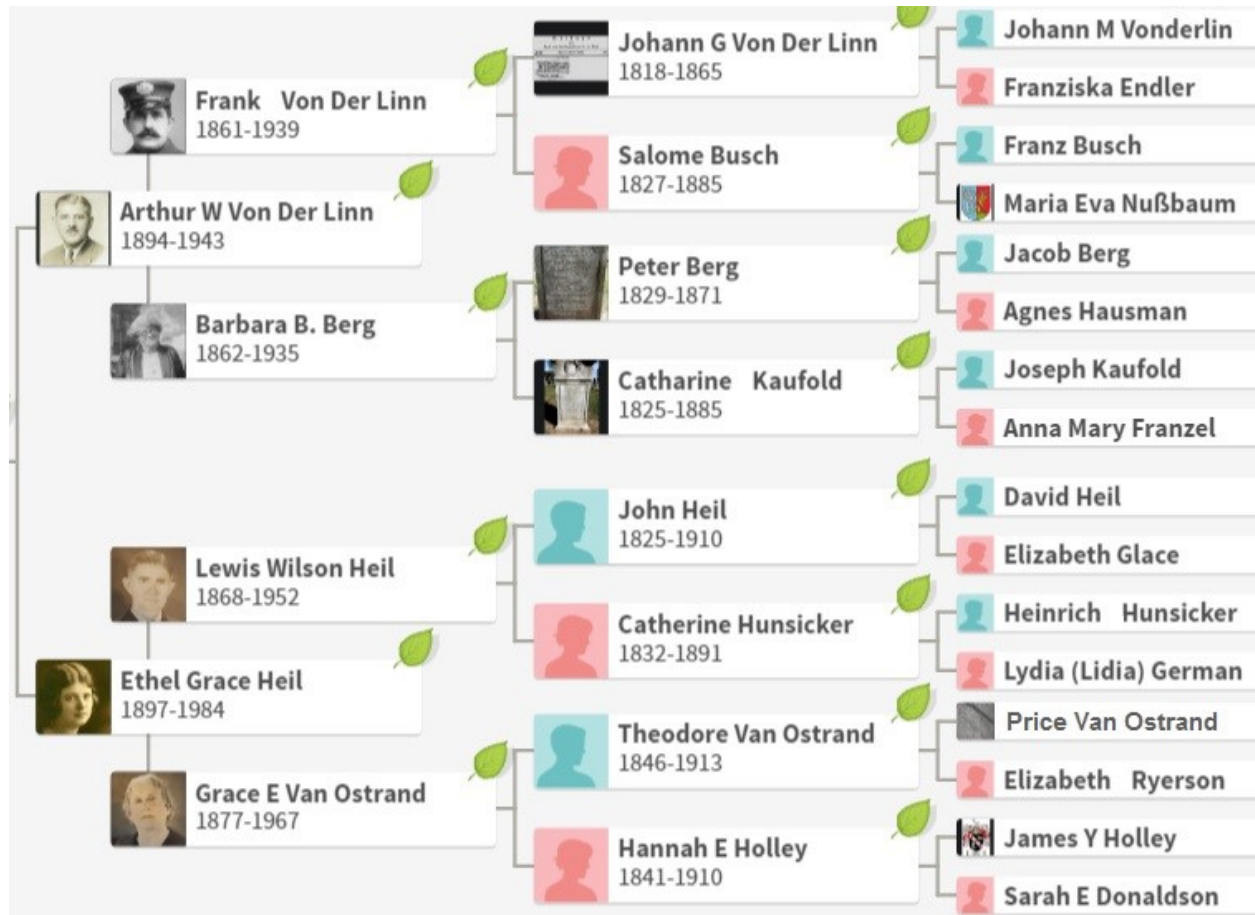 Johann G Von Der Linn
1818-1865
Johann M Vonderlin
Franziska Endler
Frank Von Der Linn
1861-1939
Salome Busch
1827-1885
Franz Busch
Maria Eva Nußbaum
Arthur W Von Der Linn
1894-1943
Peter Berg
1829-1871
Jacob Berg
Agnes Hausman
Barbara B. Berg
1862-1935
Catharine Kaufold
1825-1885
Joseph Kaufold
Anna Mary Franzel
John Heil
1825-1910
David Heil
Elizabeth Glace
Lewis Wilson Heil
1868-1952
Catherine Hunsicker
1832-1891
Heinrich Hunsicker
Lydia (Lidia) German
Ethel Grace Heil
1897-1984
Theodore Van Ostrand
1846-1913
Price Van Ostrand
Elizabeth Ryerson
Grace E Van Ostrand
1877-1967
Hannah E Holley
1841-1910
James Y Holley
Sarah E Donaldson